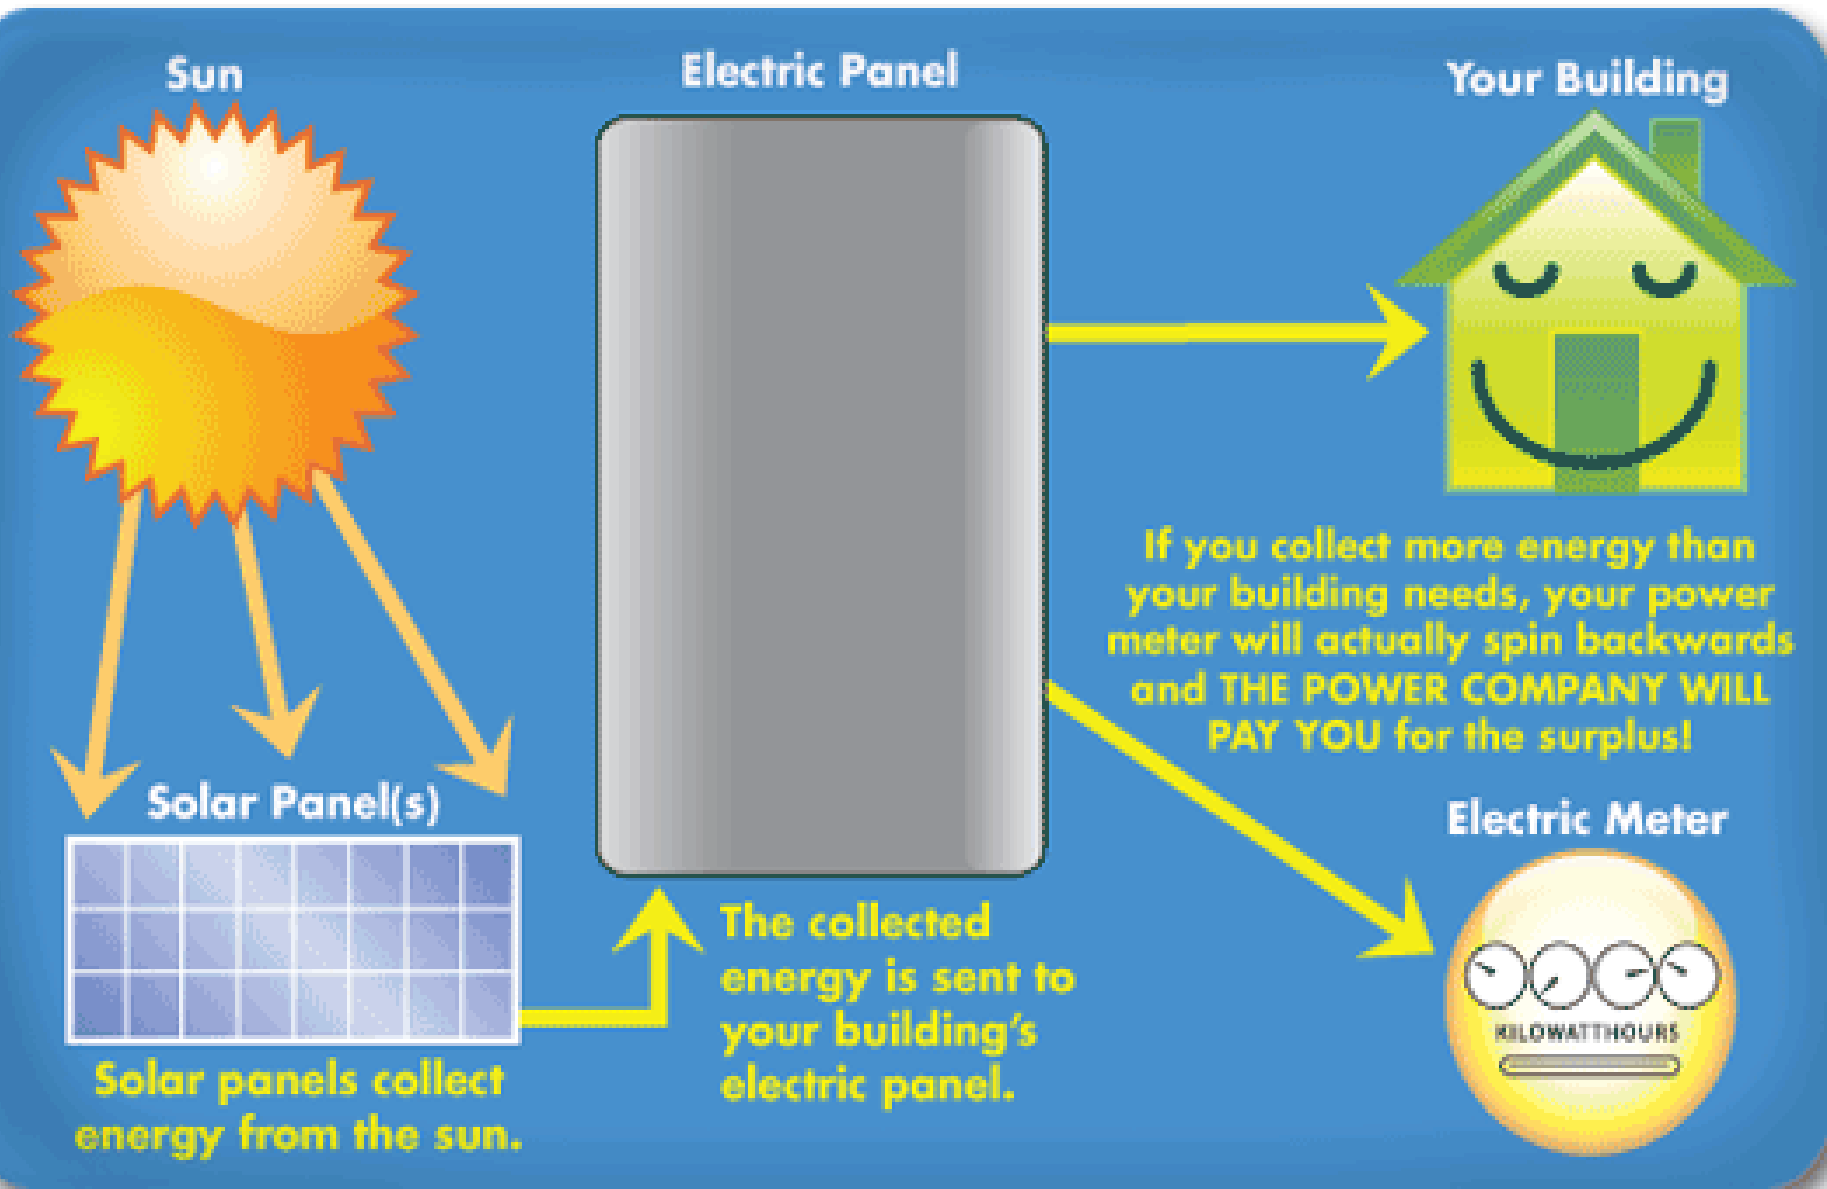 Sun
Electric Panel
Your Building
If you collect more energy than
your building needs, your power
meter will actually spin backwards
and THE POWER COMPANY WILL
PAY YOU for the surplus!
Solar Panel(s)
Electric Meter
KILOWATTHOURS
The collected
energy is sent to
your building's
electric panel.
Solar panels collect
energy from the sun.